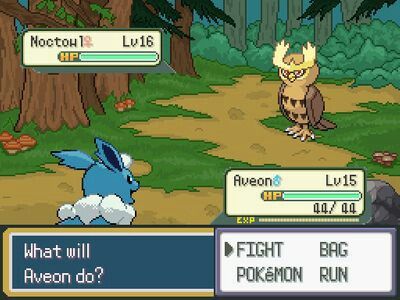 Noctowl♀ Lv16
HP
Aveon♂ Lv15
HP
44/ 44
EXP
What will
Aveon do?
▶FIGHT BAG
POKéMON RUN